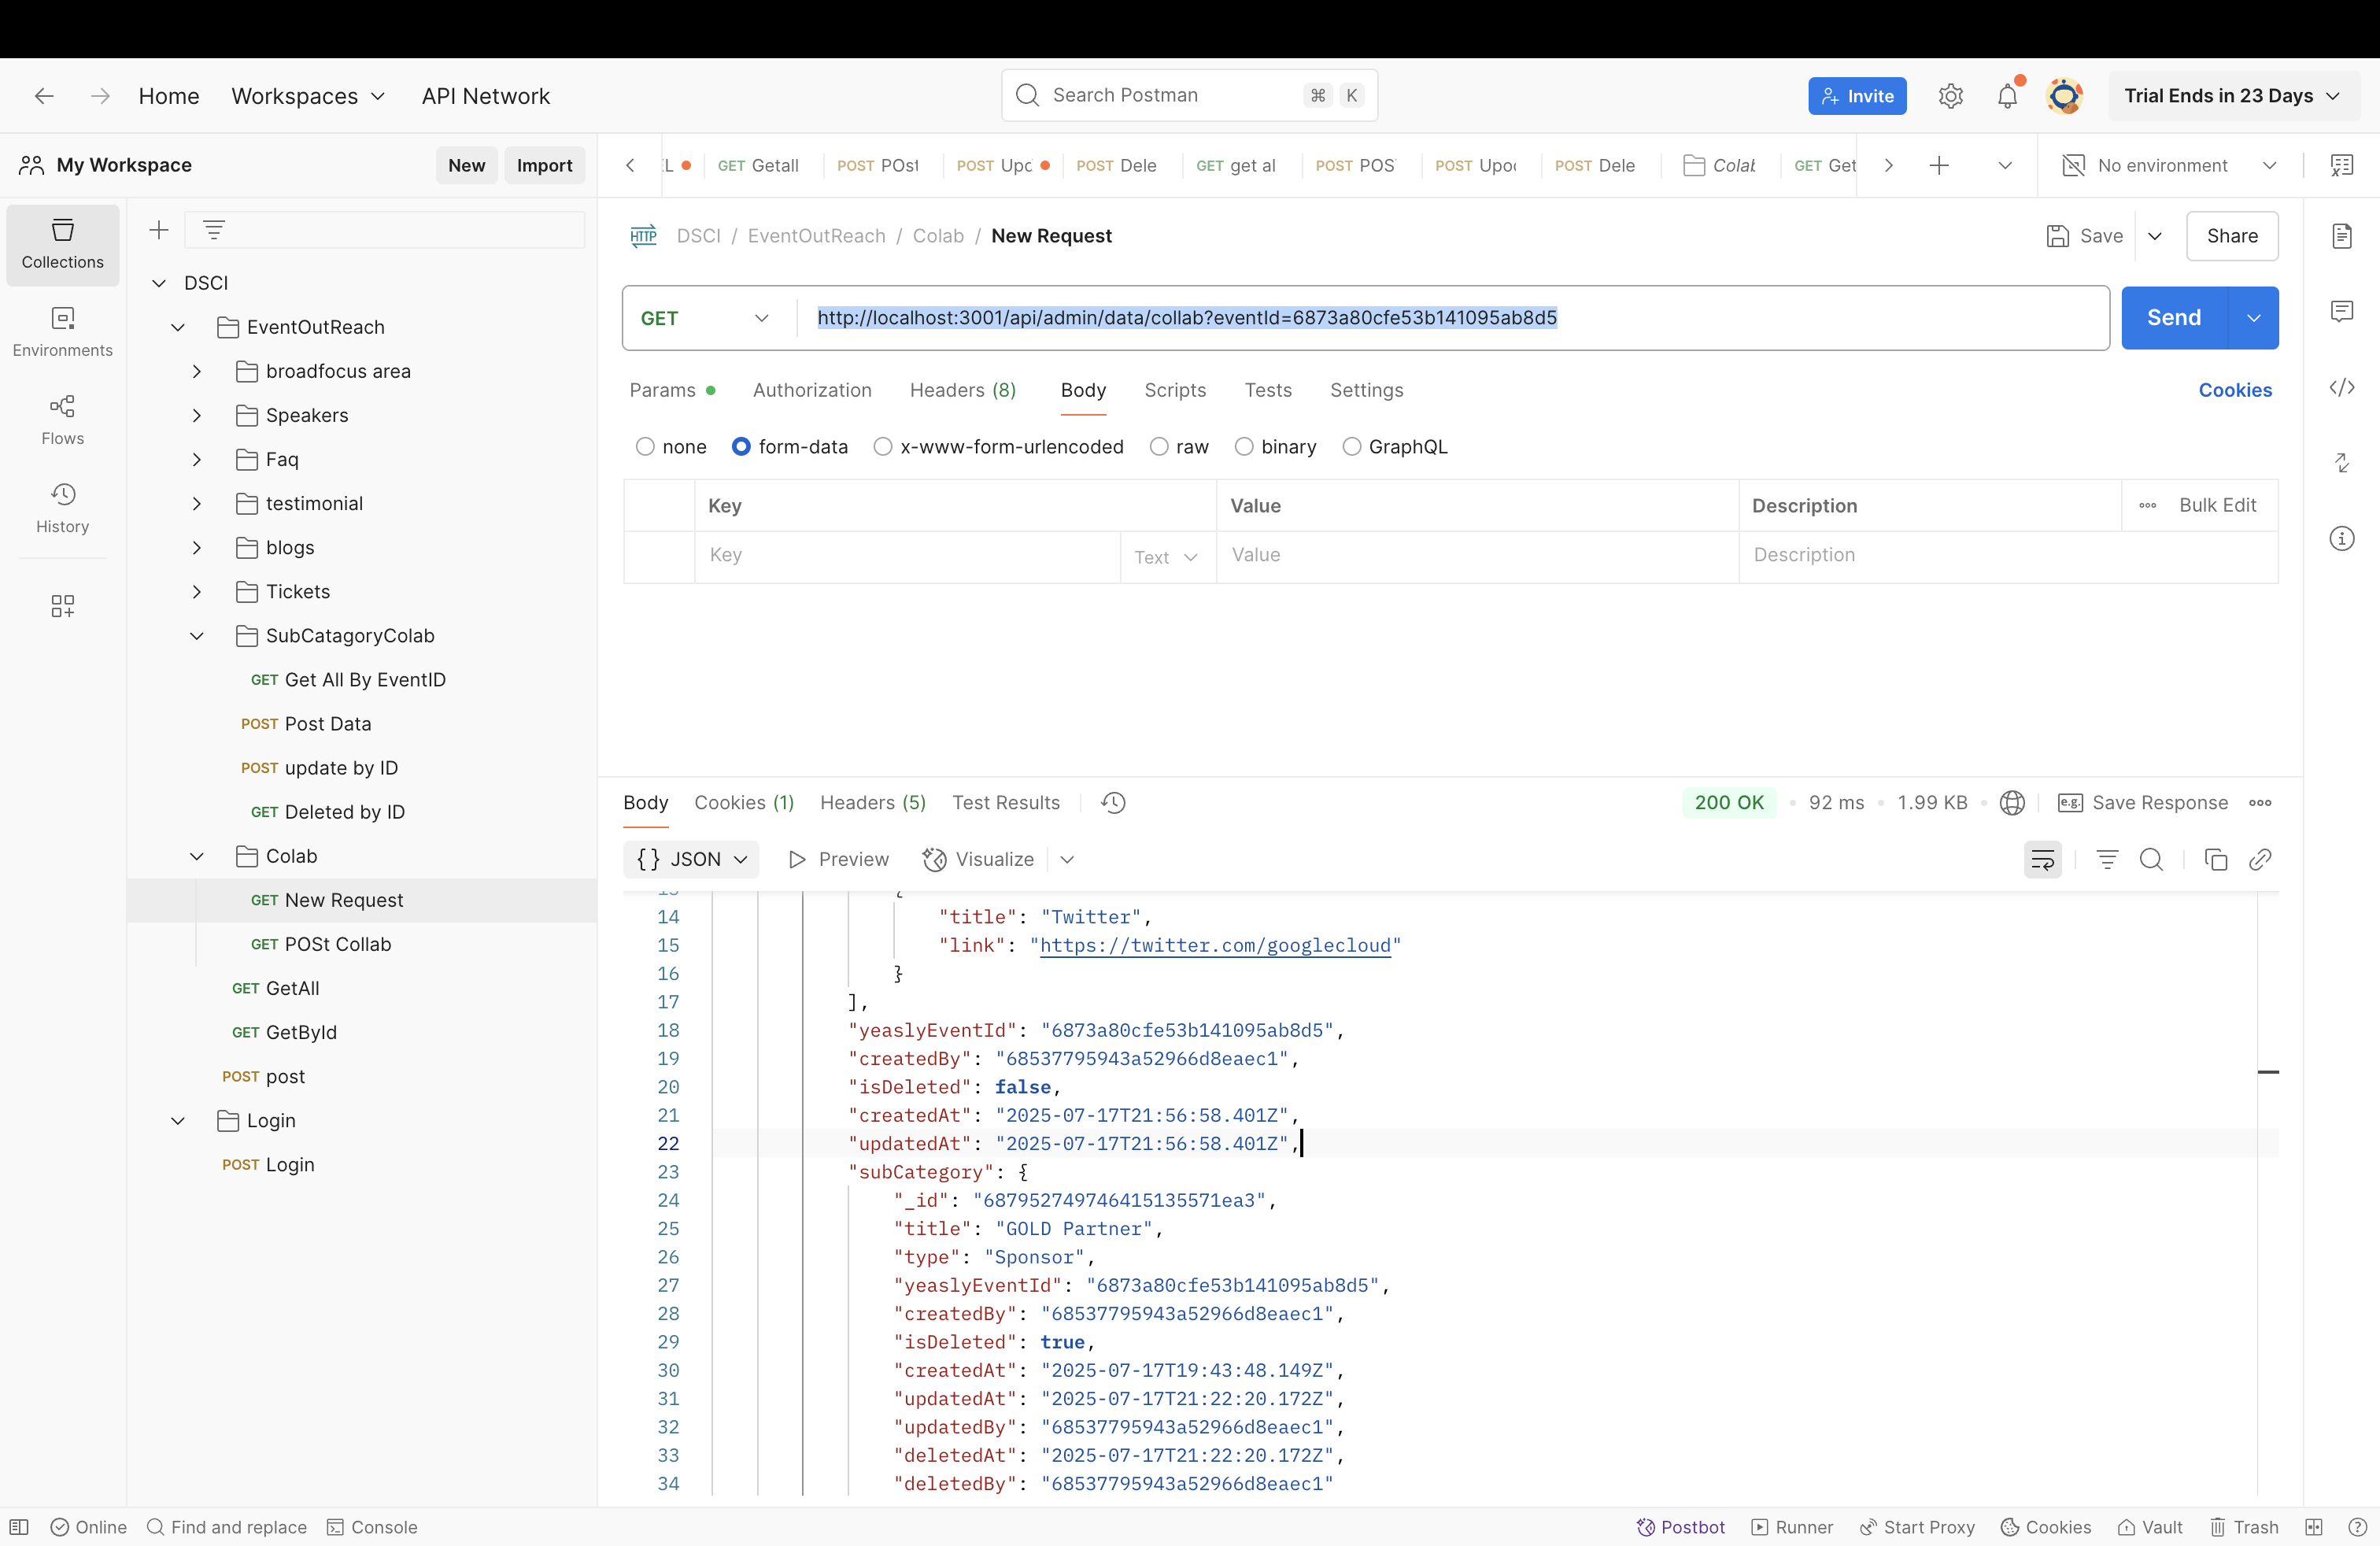 Home Workspaces API Network Search Postman ⌘ K Invite Trial Ends in 23 Days
My Workspace New Import
GET Getall POST POst POST Upc POST Dele GET get al POST POS POST Upo POST Dele Colab GET Get No environment
Collections
Environments
Flows
History
DSCI
EventOutReach
broadfocus area
Speakers
Faq
testimonial
blogs
Tickets
SubCatagoryColab
GET Get All By EventID
POST Post Data
POST update by ID
GET Deleted by ID
Colab
GET New Request
GET POSt Collab
GET GetAll
GET GetById
POST post
Login
POST Login
HTTP DSCI / EventOutReach / Colab / New Request Save Share
GET http://localhost:3001/api/admin/data/collab?eventId=6873a80cfe53b141095ab8d5 Send
Params Authorization Headers (8) Body Scripts Tests Settings Cookies
none form-data x-www-form-urlencoded raw binary GraphQL
Key Value Description Bulk Edit
Key Text Value Description
Body Cookies (1) Headers (5) Test Results 200 OK 92 ms 1.99 KB e.g. Save Response
{} JSON Preview Visualize
14 "title": "Twitter",
15 "link": "https://twitter.com/googlecloud"
16 }
17 ],
18 "yeaslyEventId": "6873a80cfe53b141095ab8d5",
19 "createdBy": "68537795943a52966d8eaec1",
20 "isDeleted": false,
21 "createdAt": "2025-07-17T21:56:58.401Z",
22 "updatedAt": "2025-07-17T21:56:58.401Z",
23 "subCategory": {
24 "_id": "687952749746415135571ea3",
25 "title": "GOLD Partner",
26 "type": "Sponsor",
27 "yeaslyEventId": "6873a80cfe53b141095ab8d5",
28 "createdBy": "68537795943a52966d8eaec1",
29 "isDeleted": true,
30 "createdAt": "2025-07-17T19:43:48.149Z",
31 "updatedAt": "2025-07-17T21:22:20.172Z",
32 "updatedBy": "68537795943a52966d8eaec1",
33 "deletedAt": "2025-07-17T21:22:20.172Z",
34 "deletedBy": "68537795943a52966d8eaec1"
Online Find and replace Console Postbot Runner Start Proxy Cookies Vault Trash